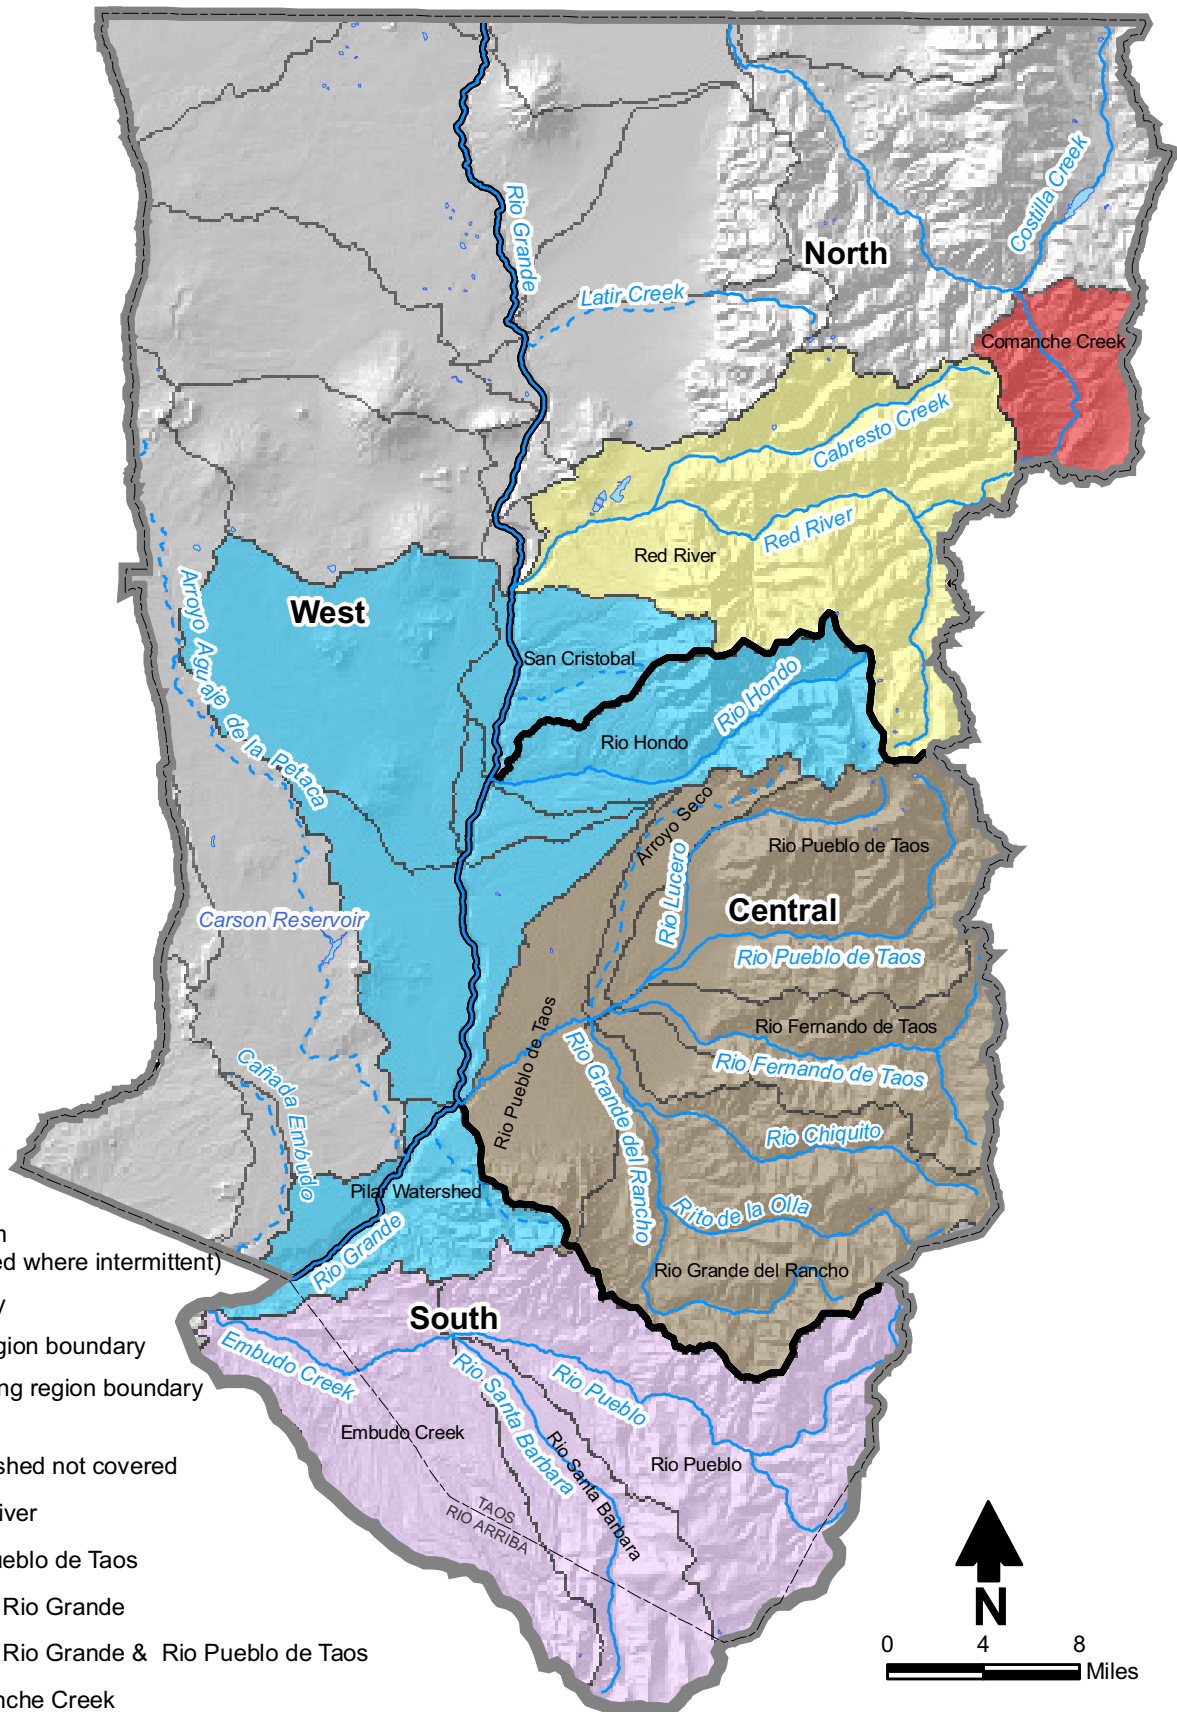 Rio Grande
Costilla Creek
North
Latir Creek
Comanche Creek
Cabresto Creek
Red River
Red River
Arroyo Aguaje de la Petaca
West
San Cristobal
Rio Hondo
Rio Hondo
Arroyo Seco
Rio Lucero
Rio Pueblo de Taos
Central
Carson Reservoir
Rio Pueblo de Taos
Rio Pueblo de Taos
Rio Fernando de Taos
Rio Fernando de Taos
Cañada Embudo
Rio Grande del Rancho
Rio Chiquito
Pilar Watershed
Rito de la Olla
Rio Grande
Rio Grande del Rancho
South
Embudo Creek
Rio Santa Barbara
Rio Pueblo
Embudo Creek
Rio Santa Barbara
Rio Pueblo
TAOS
RIO ARRIBA
ed where intermittent)
y
gion boundary
ng region boundary
shed not covered
iver
ueblo de Taos
Rio Grande
Rio Grande & Rio Pueblo de Taos
nche Creek
N
0 4 8
Miles